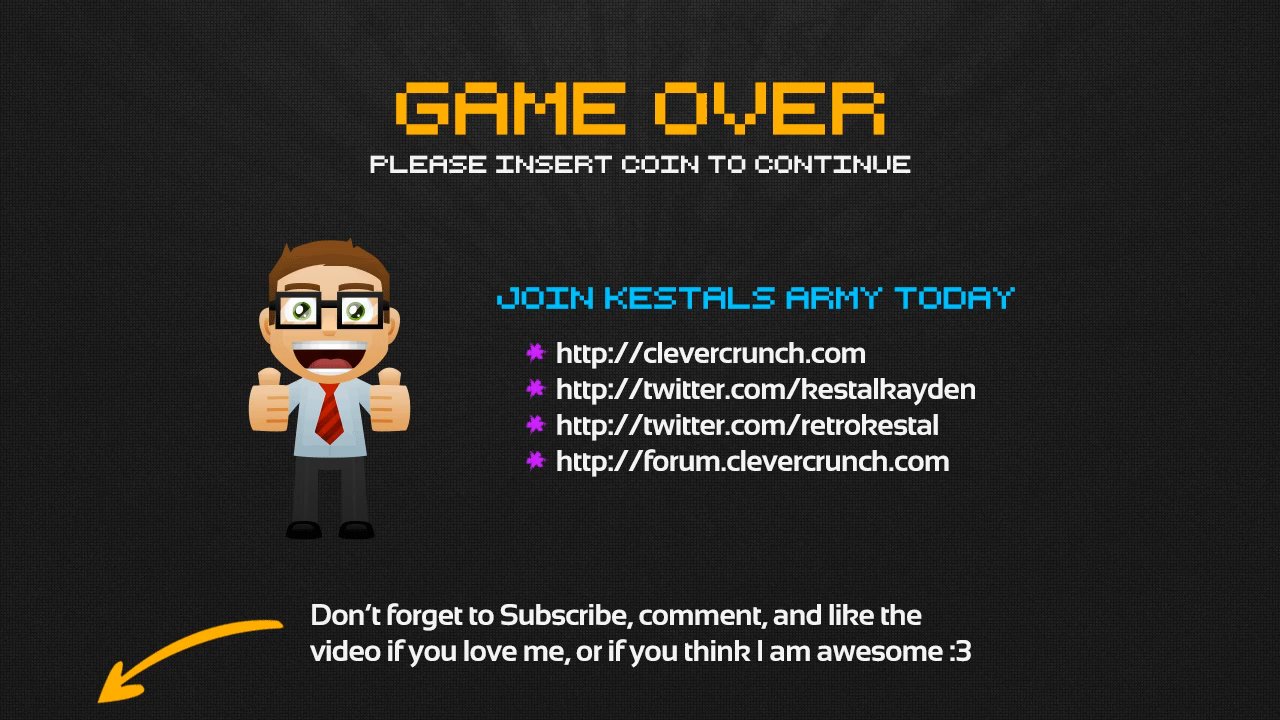 GAME OVER
PLEASE INSERT COIN TO CONTINUE
JOIN KESTALS ARMY TODAY
http://clevercrunch.com
http://twitter.com/kestalkayden
http://twitter.com/retrokestal
http://forum.clevercrunch.com
Don't forget to Subscribe, comment, and like the
video if you love me, or if you think I am awesome :3